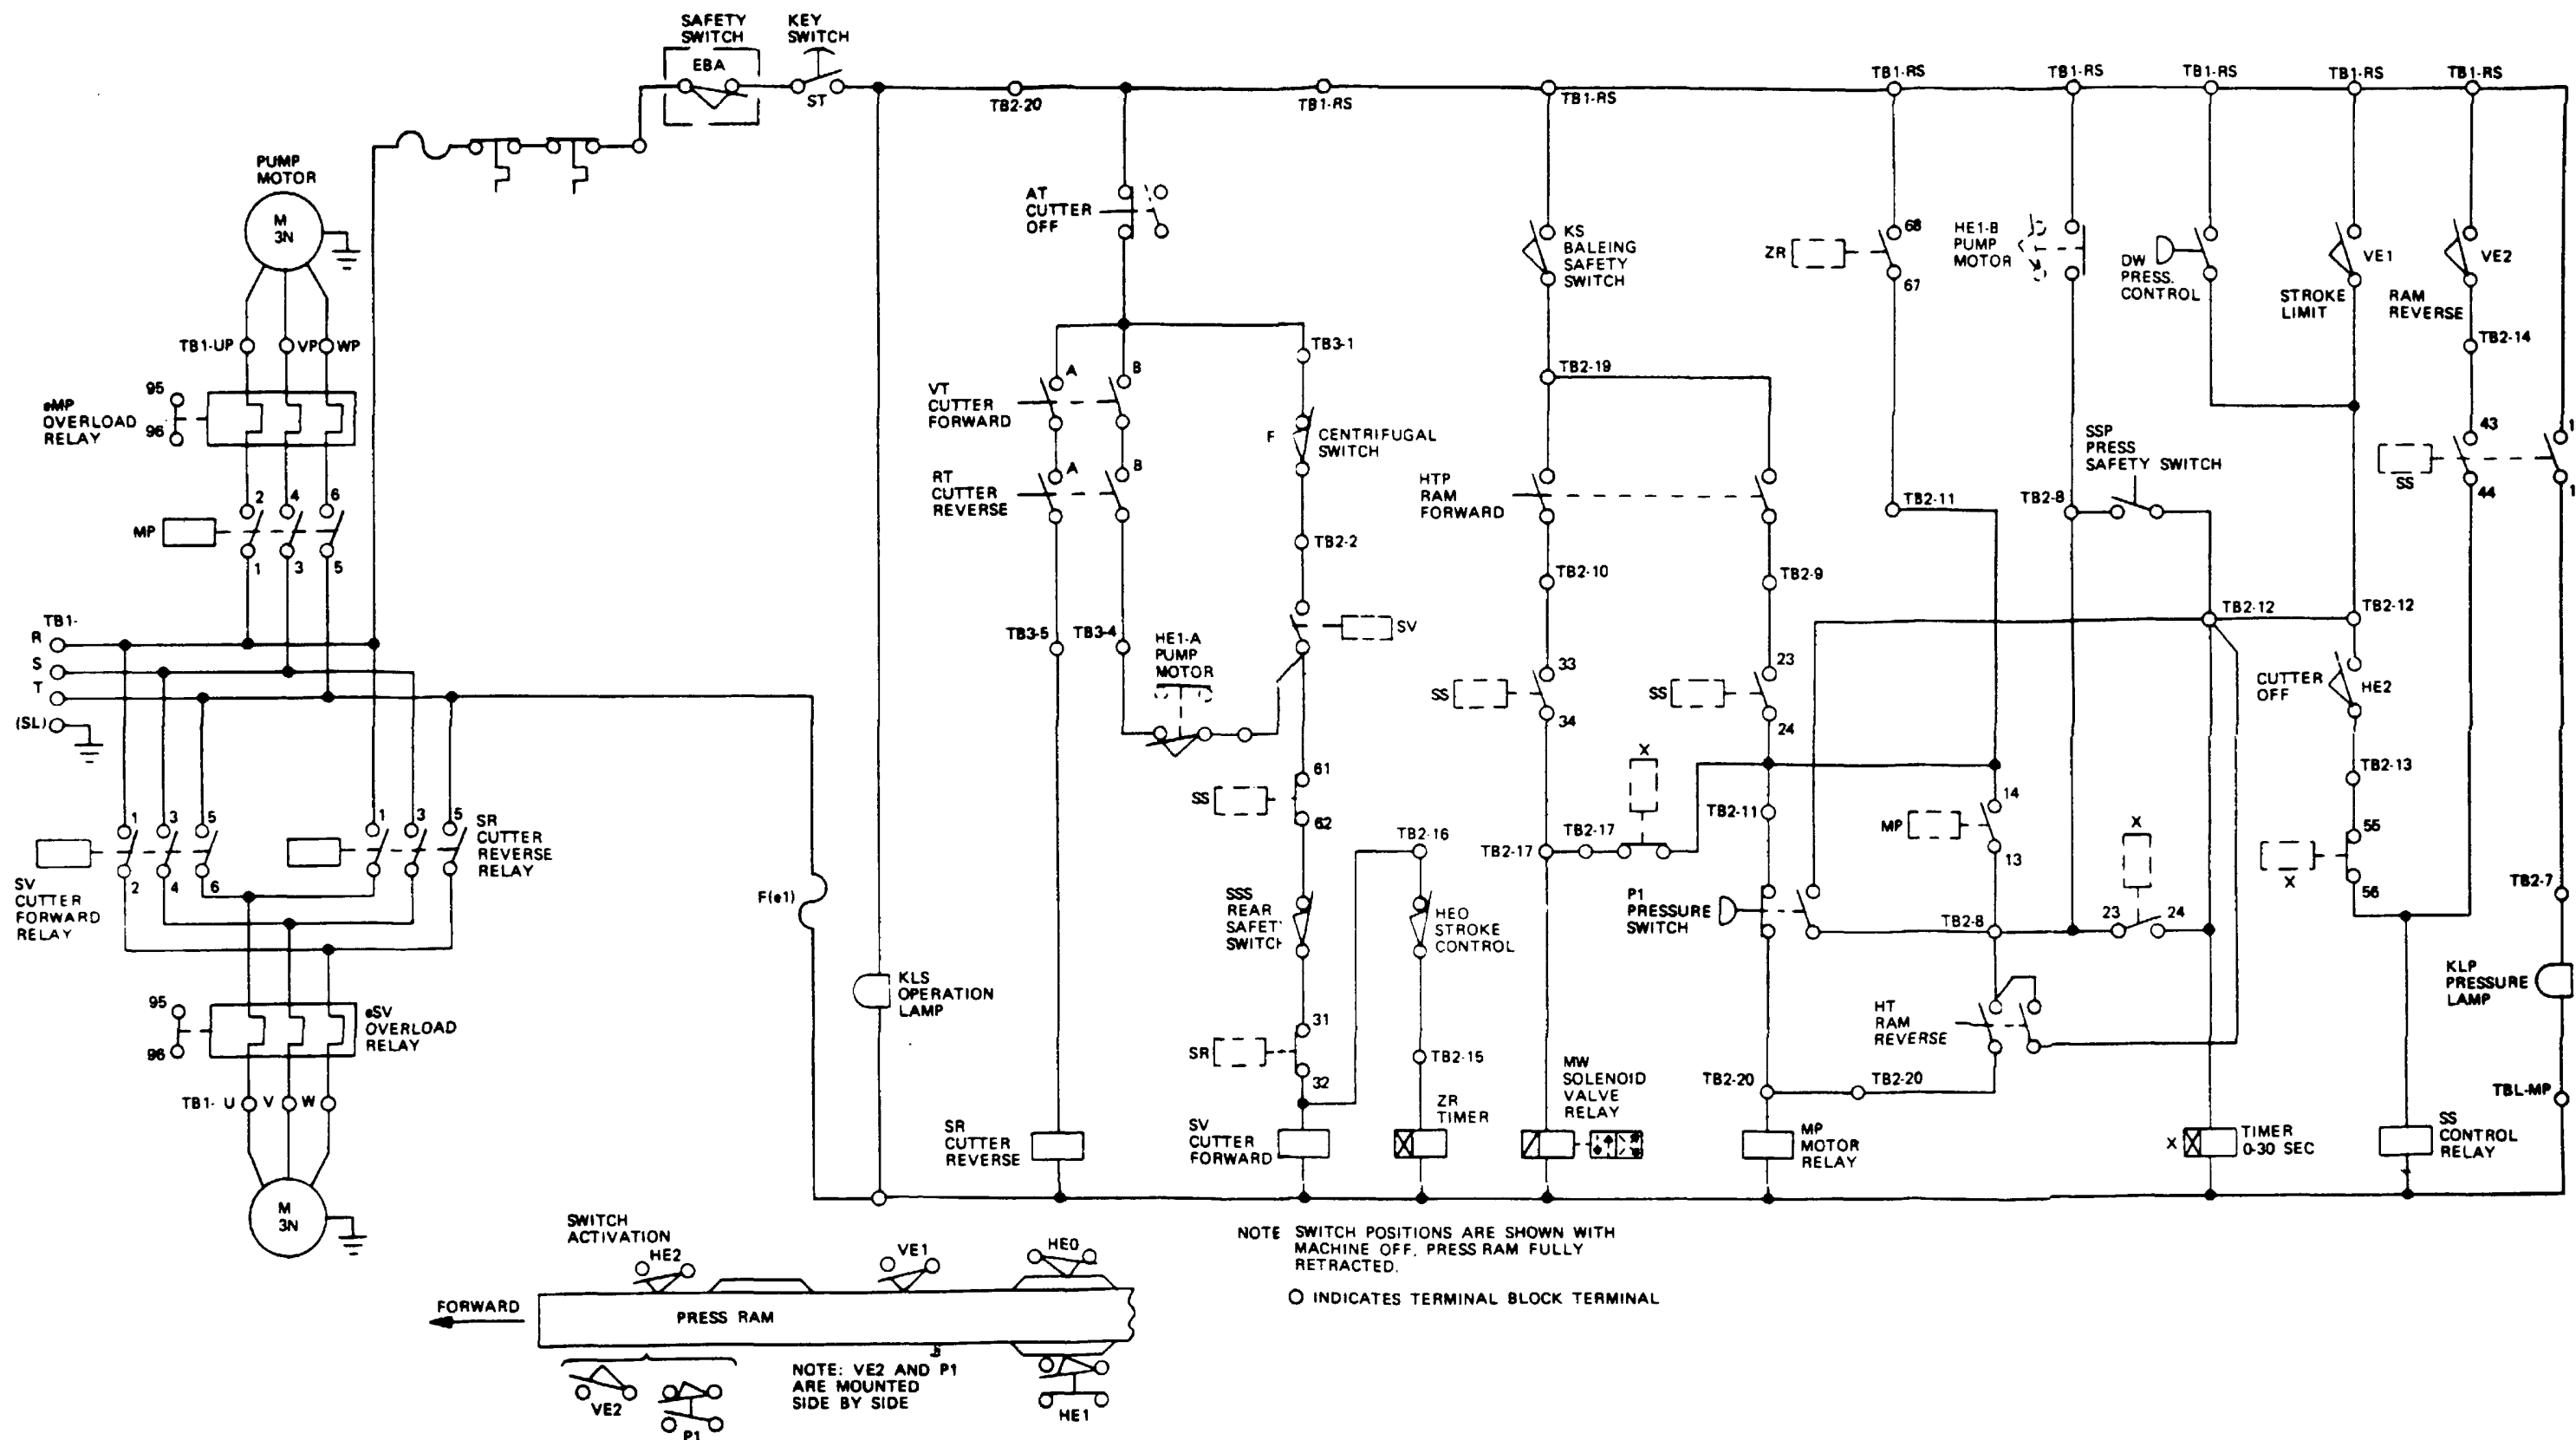 SAFETY
SWITCH
EBA
KEY
SWITCH
ST
TB2-20
TB1-RS
TB1-RS
TB1-RS
TB1-RS
TB1-RS
TB1-RS
TB1-RS
PUMP
MOTOR
M
3N
TB1-UP
VP
WP
95
96
eMP
OVERLOAD
RELAY
2
4
6
MP
1
3
5
TB1-
R
S
T
(SL)
1
3
5
2
4
6
SV
CUTTER
FORWARD
RELAY
1
3
5
SR
CUTTER
REVERSE
RELAY
95
96
eSV
OVERLOAD
RELAY
TB1- U
V
W
M
3N
F(e1)
KLS
OPERATION
LAMP
AT
CUTTER
OFF
VT
CUTTER
FORWARD
A
B
RT
CUTTER
REVERSE
A
B
TB3-5
TB3-4
HE1-A
PUMP
MOTOR
TB3-1
F
CENTRIFUGAL
SWITCH
TB2-2
SV
SS
61
62
SSS
REAR
SWITCH
SR
31
32
SR
CUTTER
REVERSE
SV
CUTTER
FORWARD
TB2-16
HEO
STROKE
CONTROL
TB2-15
ZR
TIMER
KS
BALEING
SAFETY
SWITCH
TB2-19
HTP
RAM
FORWARD
TB2-10
TB2-9
SS
33
34
SS
23
24
TB2-17
TB2-17
X
TB2-11
P1
PRESSURE
SWITCH
TB2-20
TB2-20
MW
SOLENOID
VALVE
RELAY
MP
MOTOR
RELAY
ZR
68
67
TB2-11
MP
14
13
TB2-8
HT
RAM
REVERSE
HE1-B
PUMP
MOTOR
TB2-8
SSP
PRESS
SAFETY SWITCH
X
23
24
DW
PRESS.
CONTROL
TB2-12
X
TIMER
0-30 SEC
STROKE
LIMIT
VE1
TB2-12
CUTTER
OFF
HE2
TB2-13
55
56
X
RAM
REVERSE
VE2
TB2-14
43
44
SS
1
1
TB2-7
KLP
PRESSURE
LAMP
TBL-MP
SS
CONTROL
RELAY
SWITCH
ACTIVATION
HE2
VE1
HE0
FORWARD
PRESS RAM
VE2
P1
NOTE: VE2 AND P1
ARE MOUNTED
SIDE BY SIDE
HE1
NOTE SWITCH POSITIONS ARE SHOWN WITH
MACHINE OFF, PRESS RAM FULLY
RETRACTED.
INDICATES TERMINAL BLOCK TERMINAL